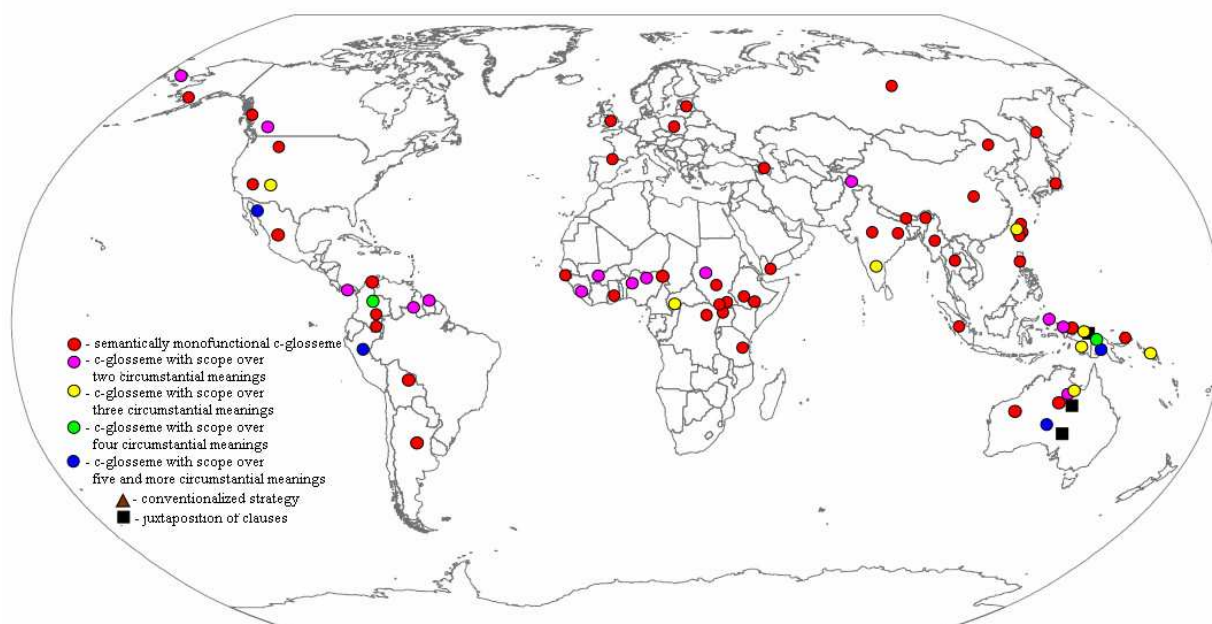 - semantically monofunctional c-glosseme
- c-glosseme with scope over
two circumstantial meanings
- c-glosseme with scope over
three circumstantial meanings
- c-glosseme with scope over
four circumstantial meanings
- c-glosseme with scope over
five and more circumstantial meanings
- conventionalized strategy
- juxtaposition of clauses